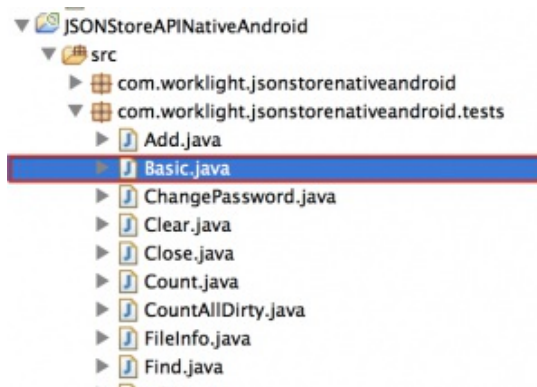 JSONStoreAPINativeAndroid
src
com.worklight.jsonstorenativeandroid
com.worklight.jsonstorenativeandroid.tests
Add.java
Basic.java
ChangePassword.java
Clear.java
Close.java
Count.java
CountAllDirty.java
FileInfo.java
Find.java